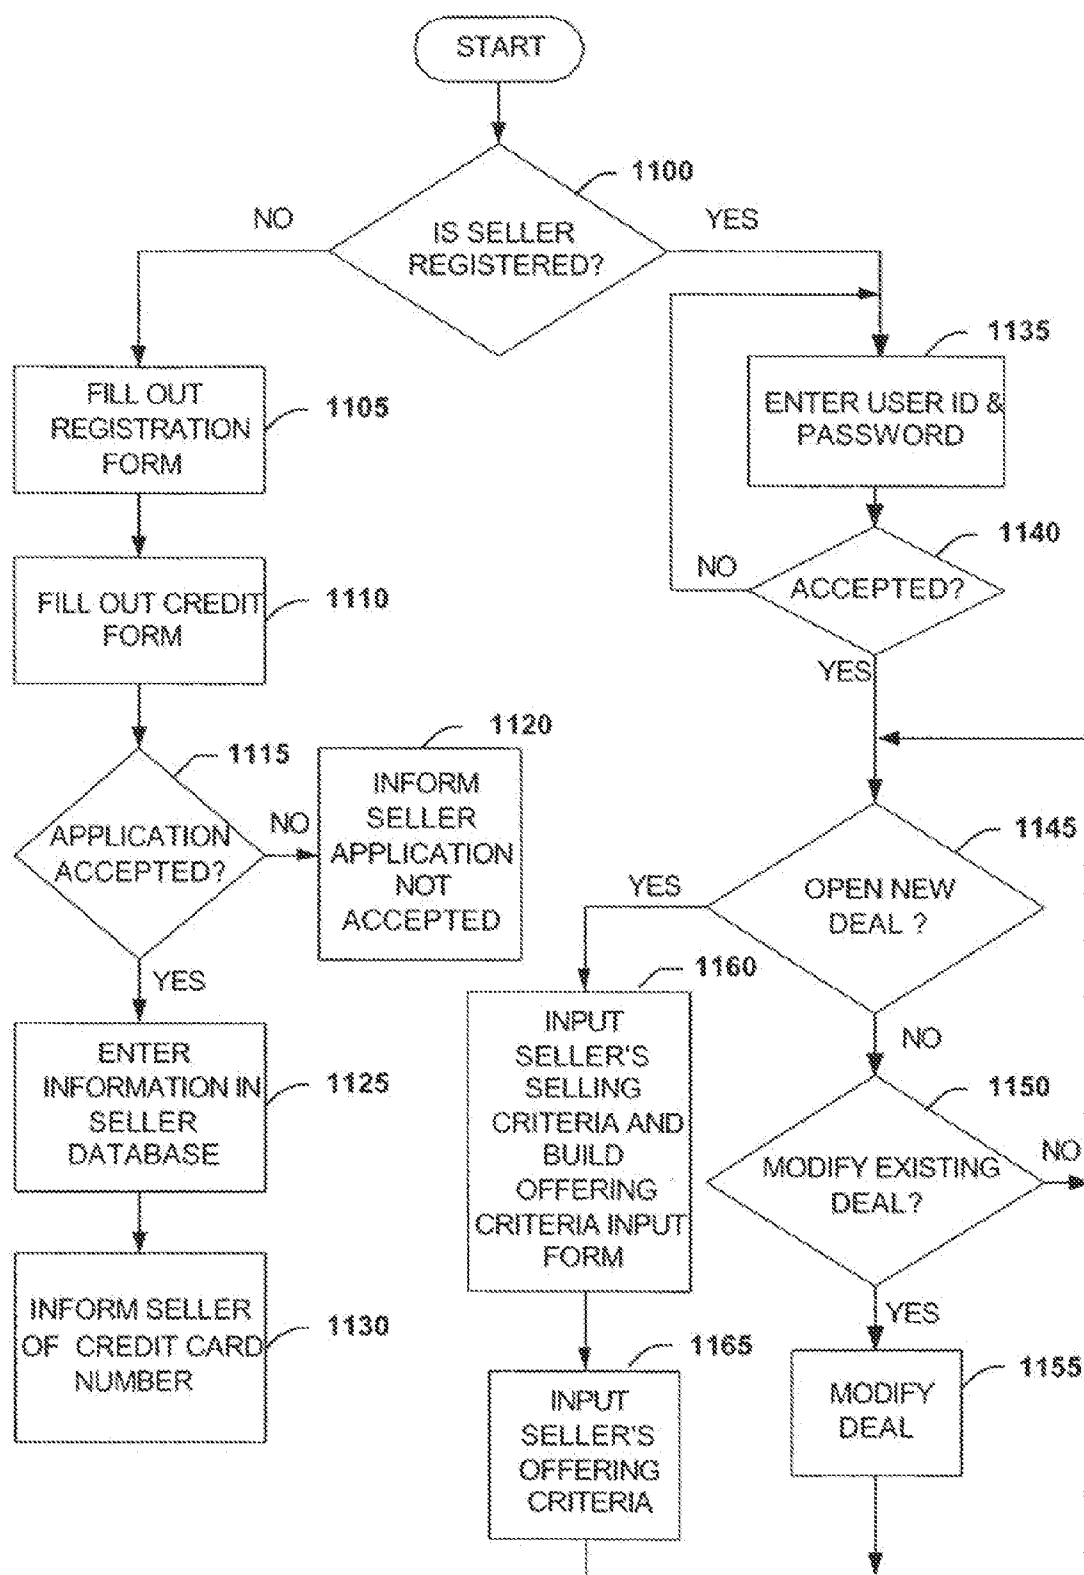 START
1100
NO
YES
IS SELLER
REGISTERED?
1135
FILL OUT
REGISTRATION
FORM
1105
ENTER USER ID &
PASSWORD
1140
NO
ACCEPTED?
FILL OUT CREDIT
FORM
1110
YES
1120
1115
INFORM
SELLER
APPLICATION
NOT
ACCEPTED
APPLICATION
ACCEPTED?
NO
1145
YES
OPEN NEW
DEAL ?
YES
1160
INPUT
SELLER'S
SELLING
CRITERIA AND
BUILD
OFFERING
CRITERIA INPUT
FORM
NO
ENTER
INFORMATION IN
SELLER
DATABASE
1125
1150
MODIFY EXISTING
DEAL?
NO
INFORM SELLER
OF CREDIT CARD
NUMBER
1130
YES
1165
1155
INPUT
SELLER'S
OFFERING
CRITERIA
MODIFY
DEAL